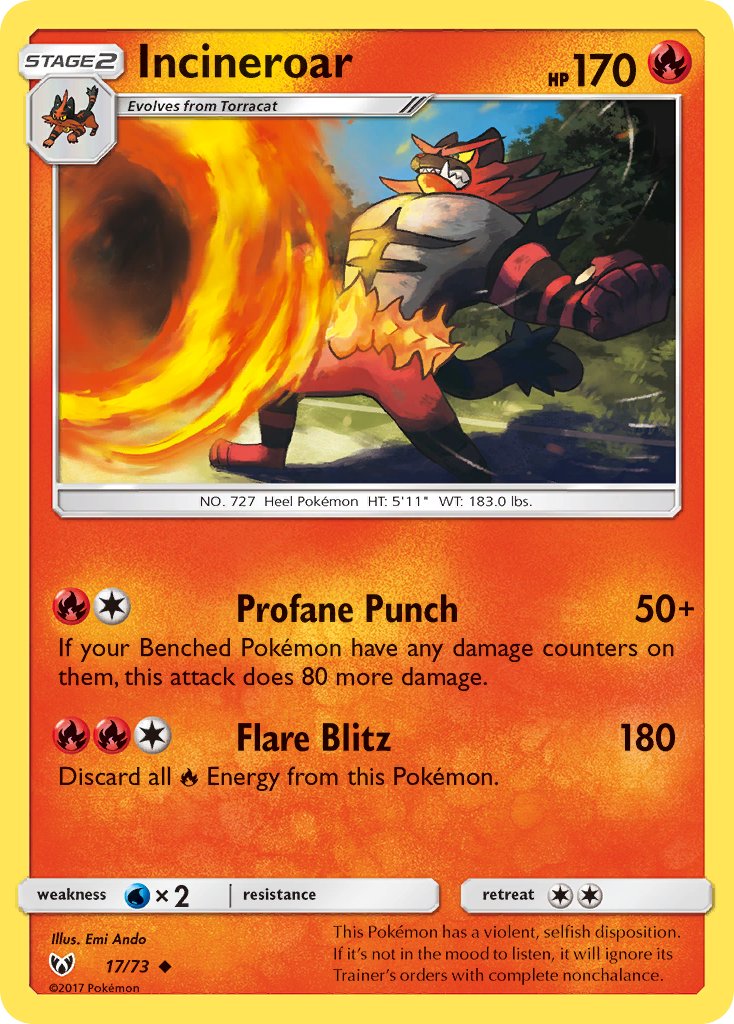 STAGE2
Incineroar
HP 170
Evolves from Torracat
NO. 727 Heel Pokémon HT: 5'11" WT: 183.0 lbs.
Profane Punch 50+
If your Benched Pokémon have any damage counters on
them, this attack does 80 more damage.
Flare Blitz 180
Discard all Energy from this Pokémon.
weakness × 2 resistance retreat
Illus. Emi Ando
17/73
©2017 Pokémon
This Pokémon has a violent, selfish disposition.
If it's not in the mood to listen, it will ignore its
Trainer's orders with complete nonchalance.